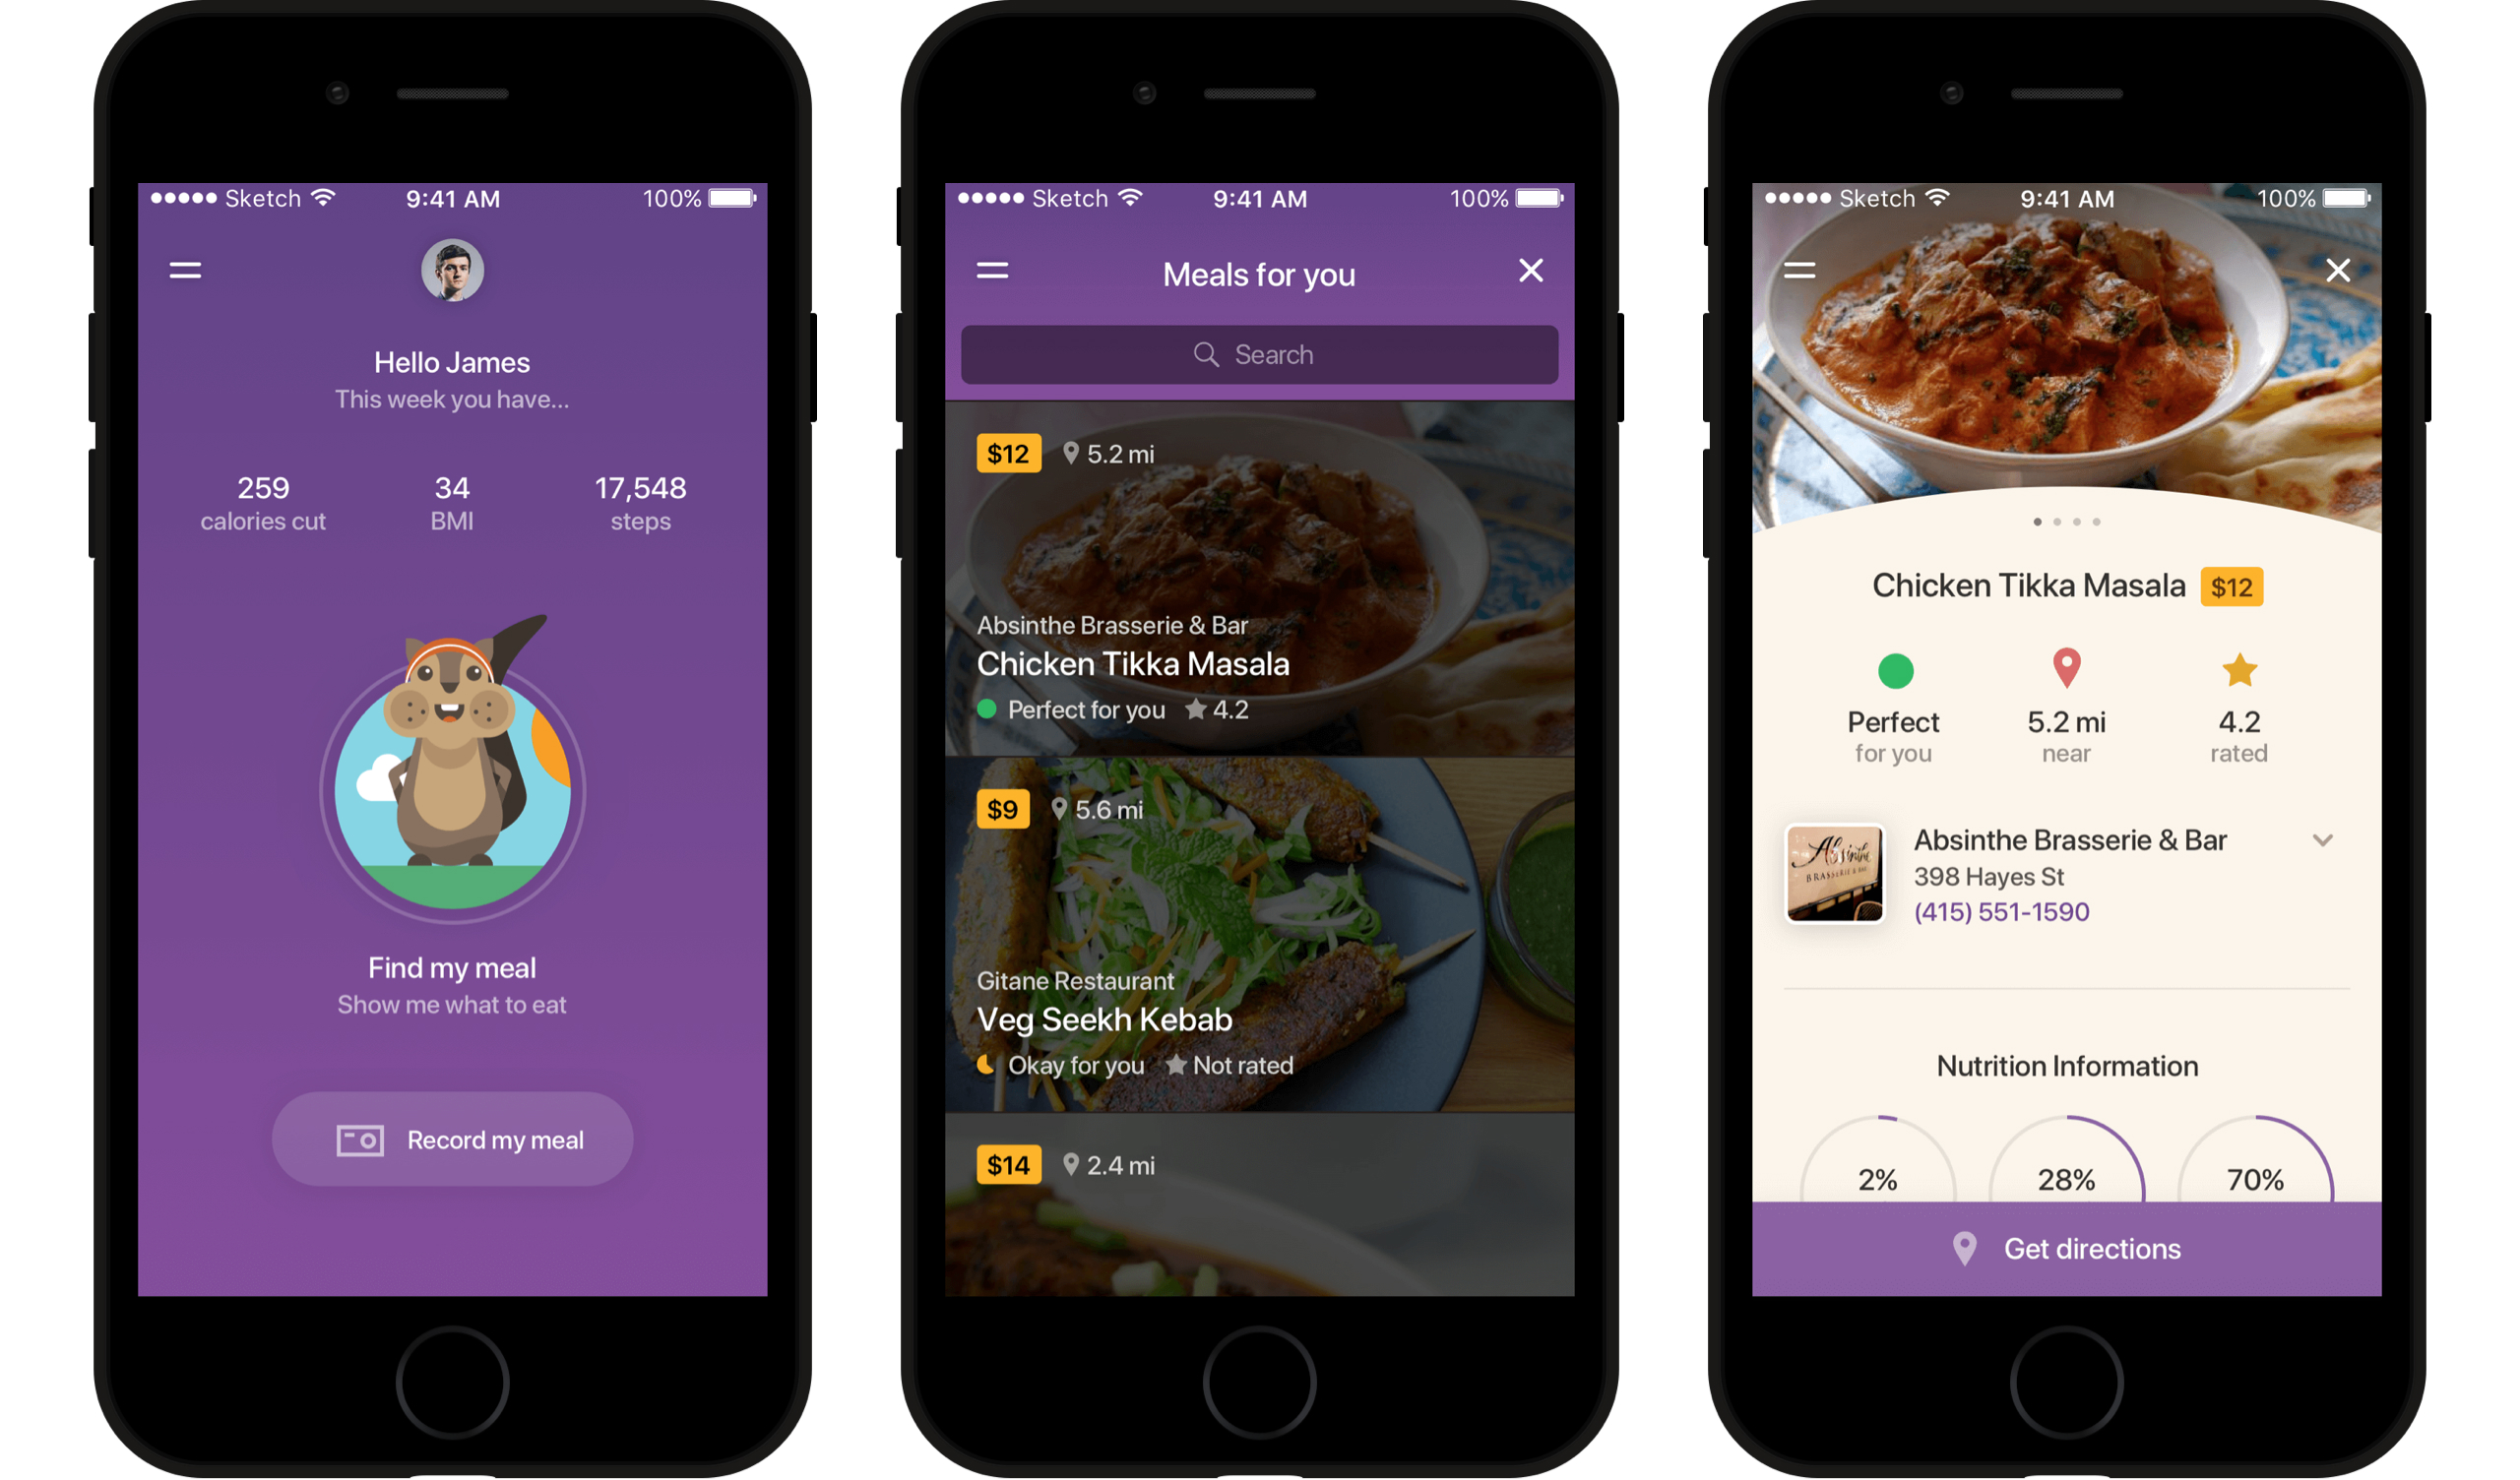 Sketch 9:41 AM 100%
Hello James
This week you have...
259 34 17,548
calories cut BMI steps
Find my meal
Show me what to eat
Record my meal
Sketch 9:41 AM 100%
Meals for you
Search
$12 5.2 mi
Absinthe Brasserie & Bar
Chicken Tikka Masala
Perfect for you 4.2
$9 5.6 mi
Gitane Restaurant
Veg Seekh Kebab
Okay for you Not rated
$14 2.4 mi
Sketch 9:41 AM 100%
Chicken Tikka Masala $12
Perfect 5.2 mi 4.2
for you near rated
Absinthe
BRASSERIE & BAR
Absinthe Brasserie & Bar
398 Hayes St
(415) 551-1590
Nutrition Information
2% 28% 70%
Get directions